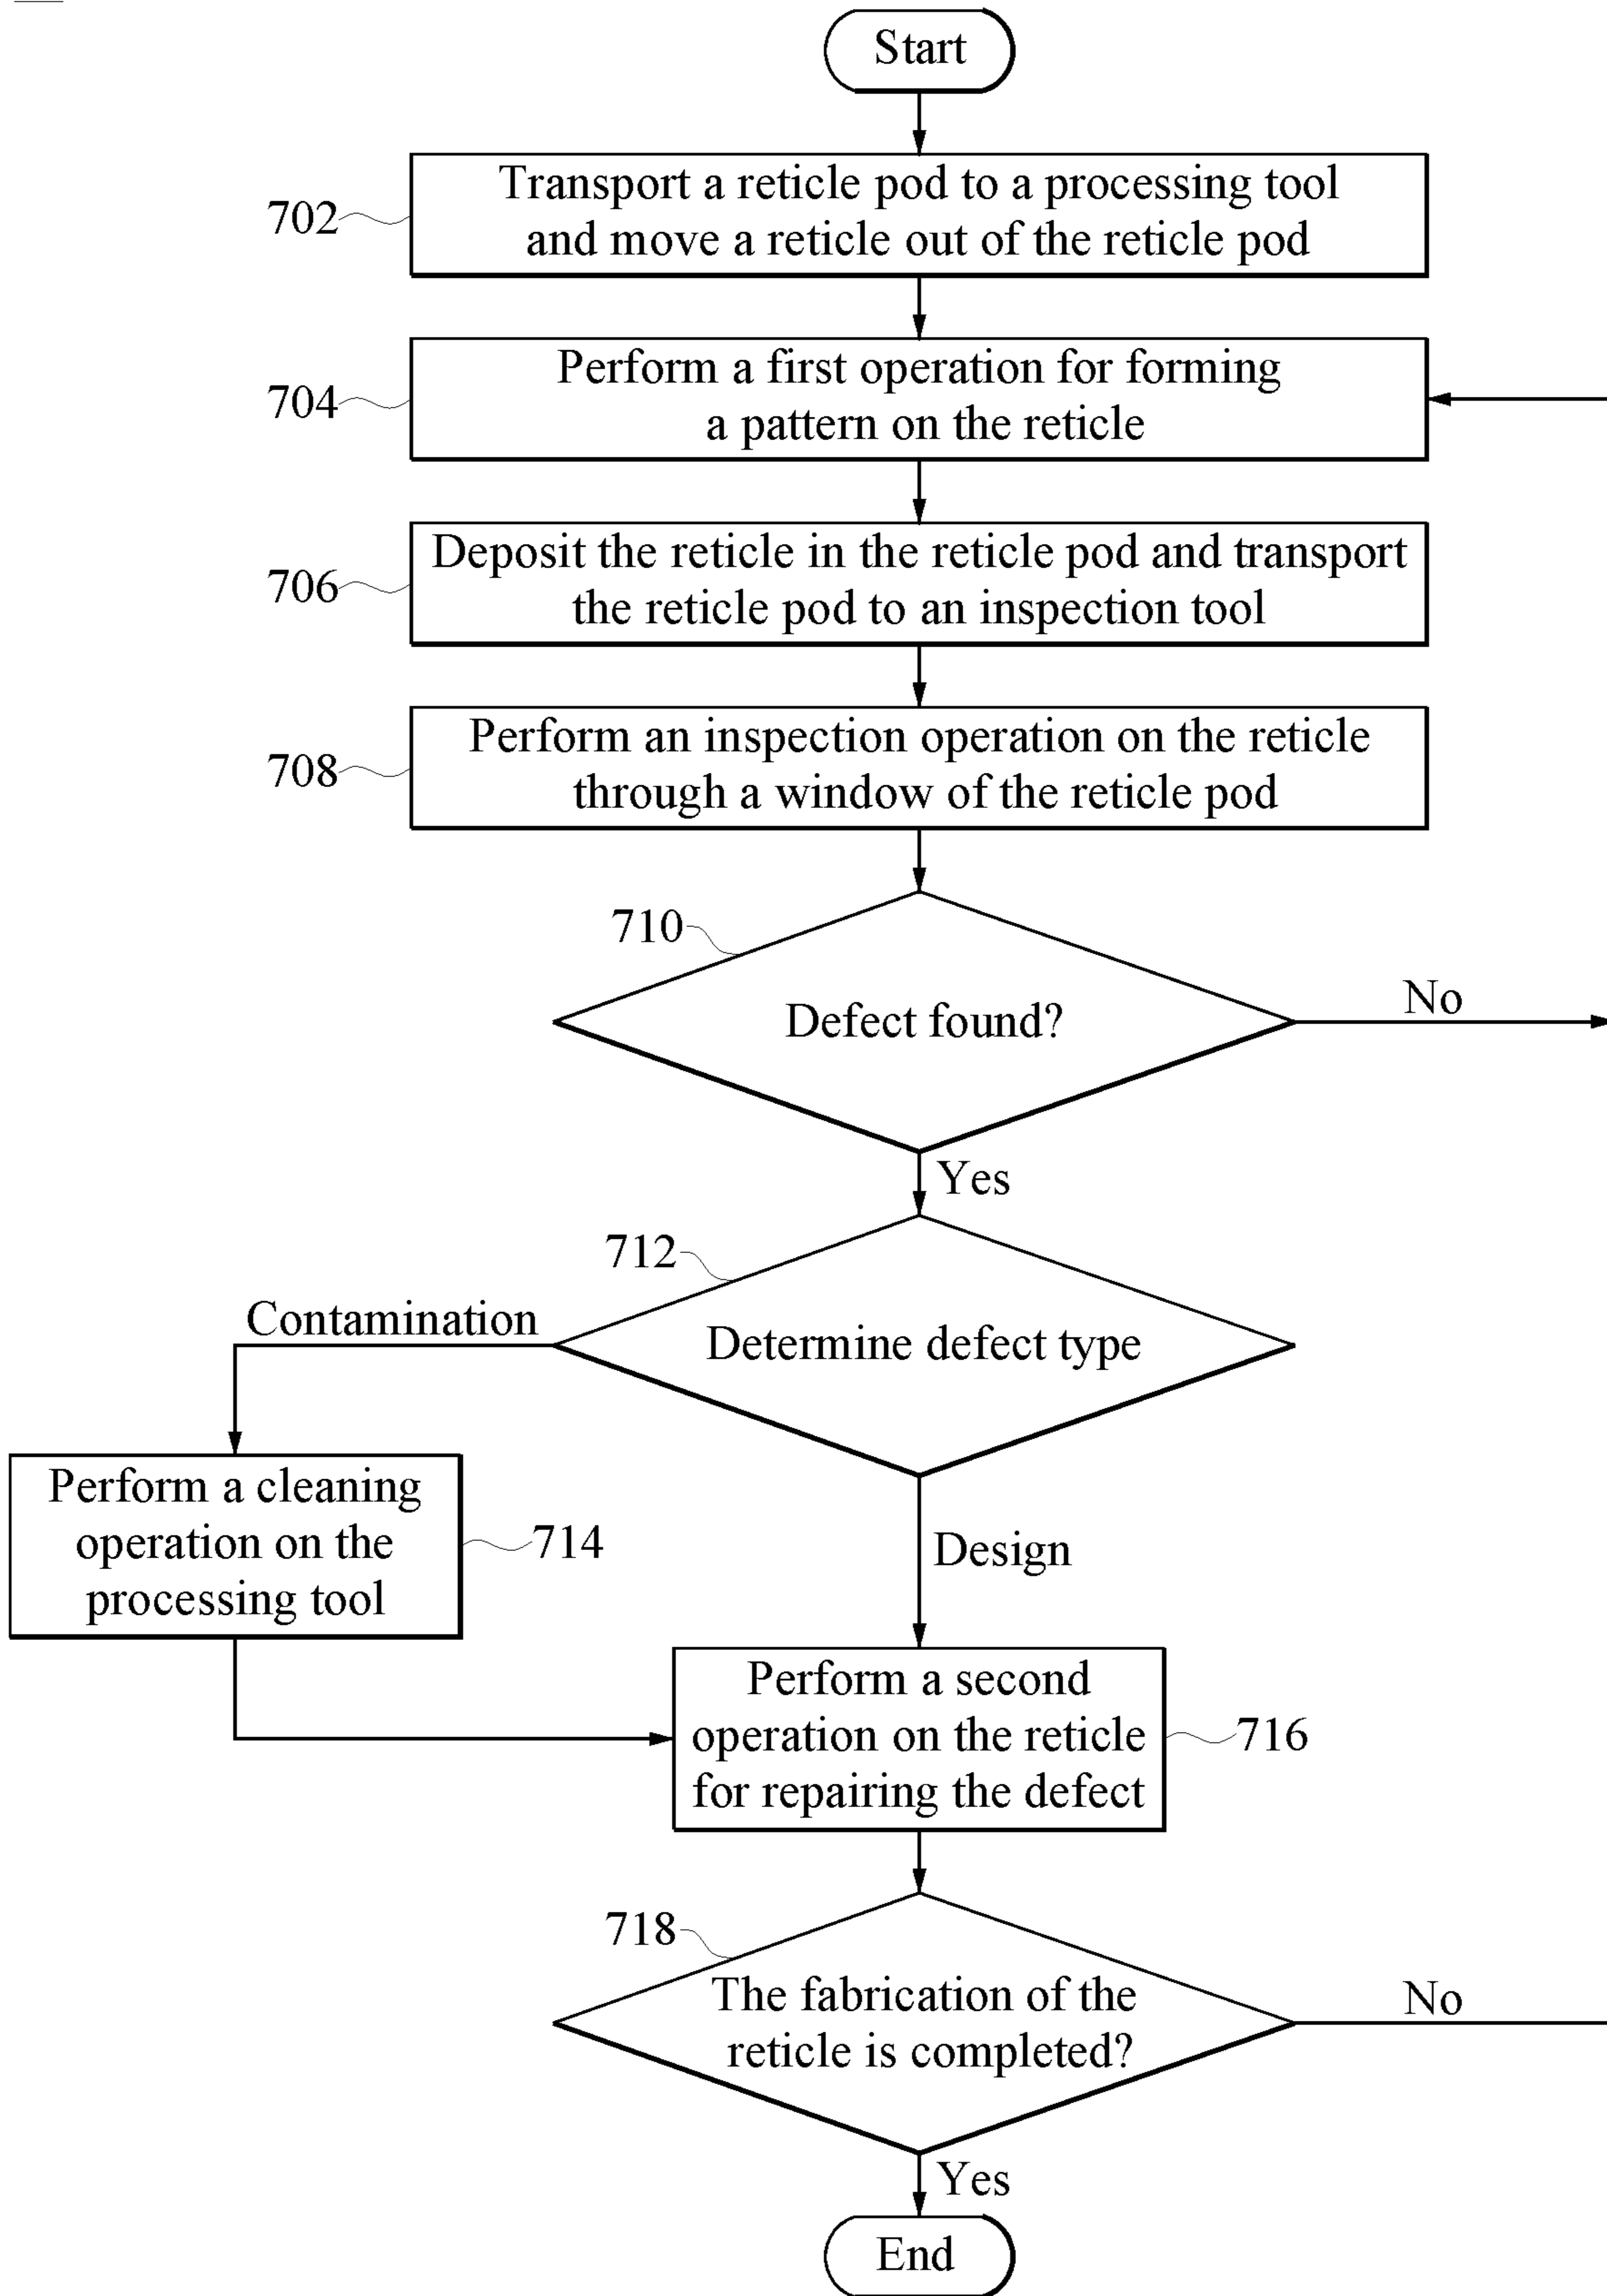 Start
Transport a reticle pod to a processing tool
and move a reticle out of the reticle pod
702
Perform a first operation for forming
a pattern on the reticle
704
Deposit the reticle in the reticle pod and transport
the reticle pod to an inspection tool
706
Perform an inspection operation on the reticle
through a window of the reticle pod
708
710
Defect found?
No
Yes
712
Determine defect type
Contamination
Perform a cleaning
operation on the
processing tool
714
Design
Perform a second
operation on the reticle
for repairing the defect
716
718
The fabrication of the
reticle is completed?
No
Yes
End